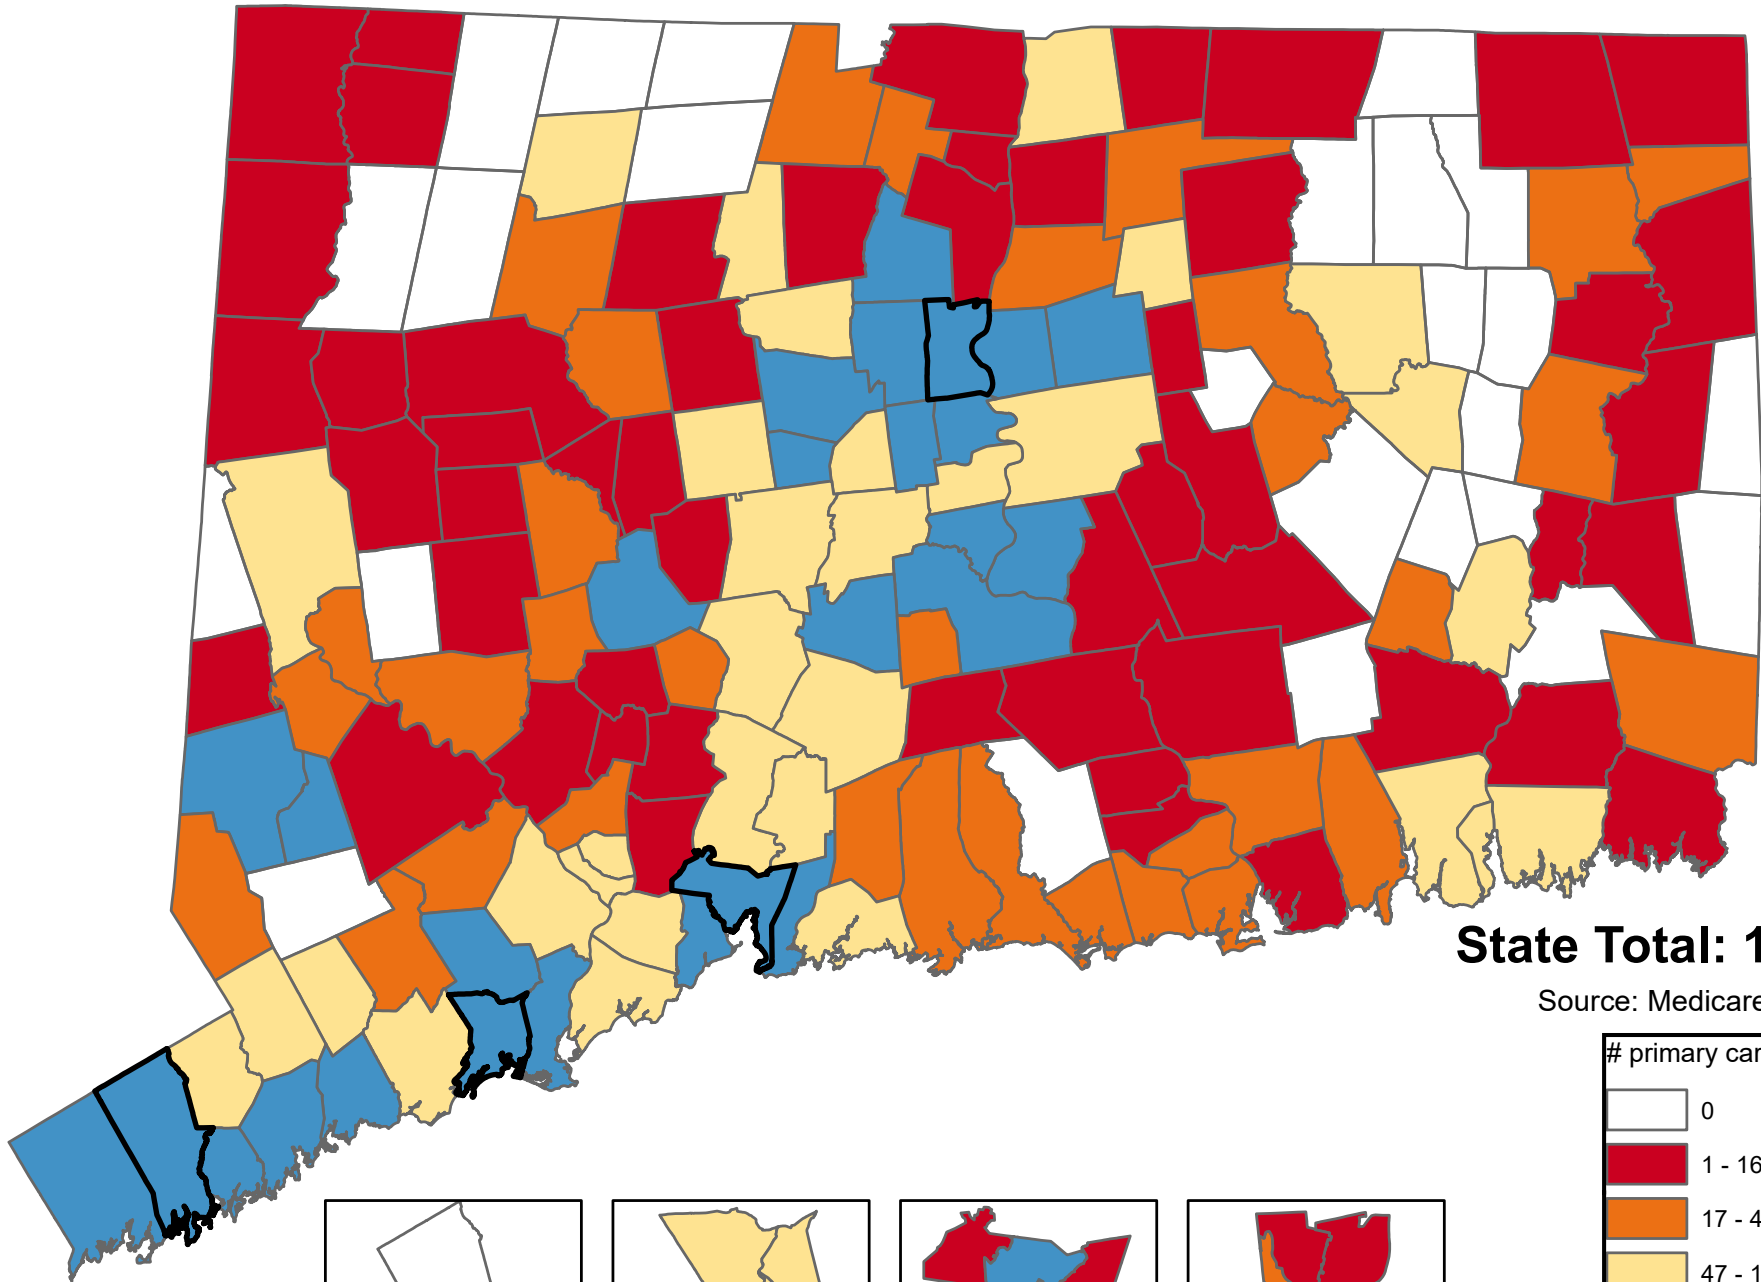 State Total: 1
Source: Medicare
# primary car
0
1 - 16
17 - 4
47 - 1